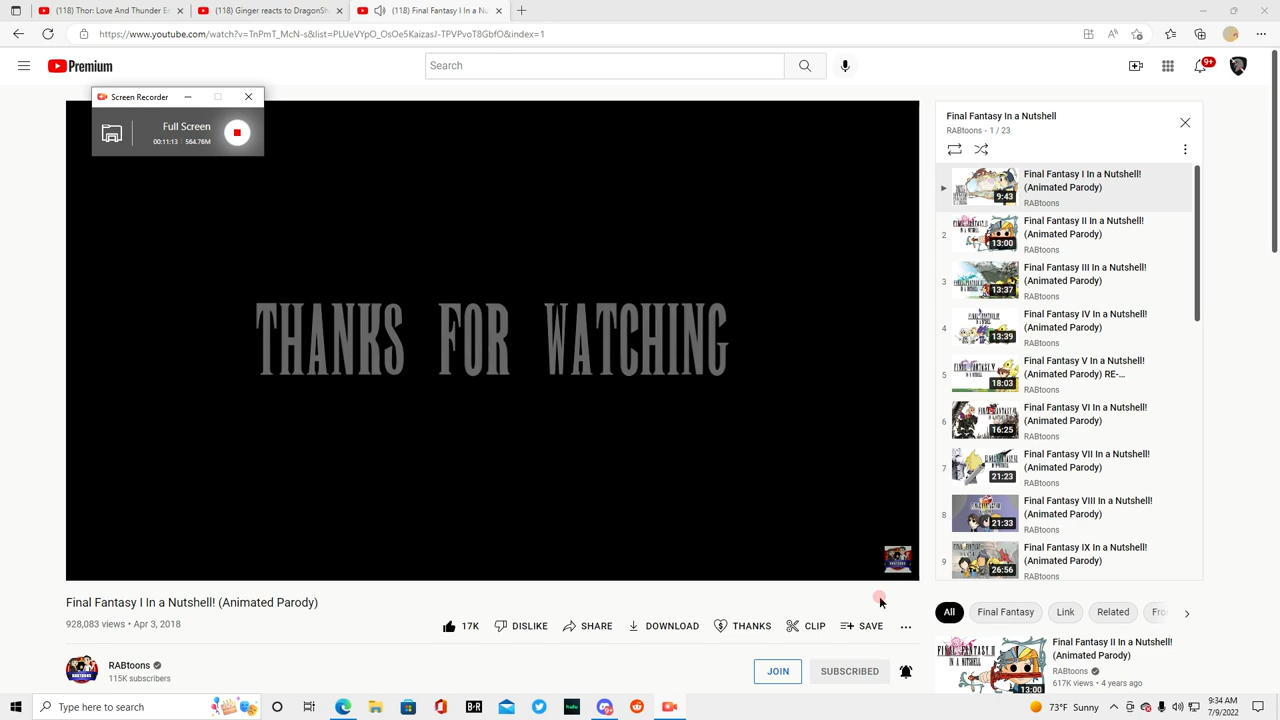 (118) Thor: Love And Thunder Er
(118) Ginger reacts to DragonSha
(118) Final Fantasy I In a Nu
https://www.youtube.com/watch?v=TnPmT_McN-s&list=PLUeVYpO_OsOe5KaizasJ-TPVPvoT8GbfO&index=1
Premium
Search
9+
Screen Recorder
Full Screen
00:11:13 564.76M
THANKS FOR WATCHING
Final Fantasy In a Nutshell
RABtoons - 1 / 23
Final Fantasy I In a Nutshell!
(Animated Parody)
RABtoons
9:43
2
Final Fantasy II In a Nutshell!
(Animated Parody)
RABtoons
13:00
3
Final Fantasy III In a Nutshell!
(Animated Parody)
RABtoons
13:37
4
Final Fantasy IV In a Nutshell!
(Animated Parody)
RABtoons
13:39
5
Final Fantasy V In a Nutshell!
(Animated Parody) RE-...
RABtoons
18:03
6
Final Fantasy VI In a Nutshell!
(Animated Parody)
RABtoons
16:25
7
Final Fantasy VII In a Nutshell!
(Animated Parody)
RABtoons
21:23
8
Final Fantasy VIII In a Nutshell!
(Animated Parody)
RABtoons
21:33
9
Final Fantasy IX In a Nutshell!
(Animated Parody)
RABtoons
26:56
Final Fantasy I In a Nutshell! (Animated Parody)
928,083 views • Apr 3, 2018
17K DISLIKE SHARE DOWNLOAD THANKS CLIP SAVE
RABtoons
115K subscribers
JOIN SUBSCRIBED
All Final Fantasy Link Related Fro
Final Fantasy II In a Nutshell!
(Animated Parody)
RABtoons
617K views • 4 years ago
13:00
Type here to search
B·R
hulu
73°F Sunny
9:34 AM
7/9/2022